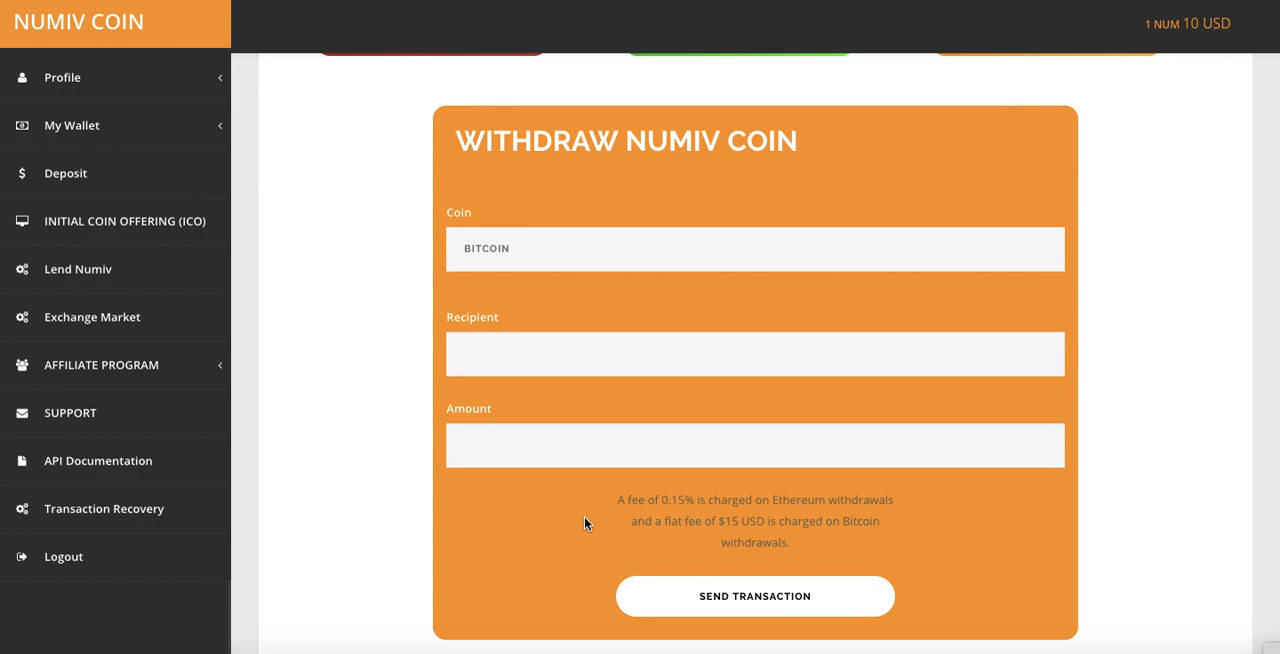 NUMIV COIN
1 NUM 10 USD
Profile
My Wallet
Deposit
INITIAL COIN OFFERING (ICO)
Lend Numiv
Exchange Market
AFFILIATE PROGRAM
SUPPORT
API Documentation
Transaction Recovery
Logout
WITHDRAW NUMIV COIN
Coin
BITCOIN
Recipient
Amount
A fee of 0.15% is charged on Ethereum withdrawals
and a flat fee of $15 USD is charged on Bitcoin
withdrawals.
SEND TRANSACTION